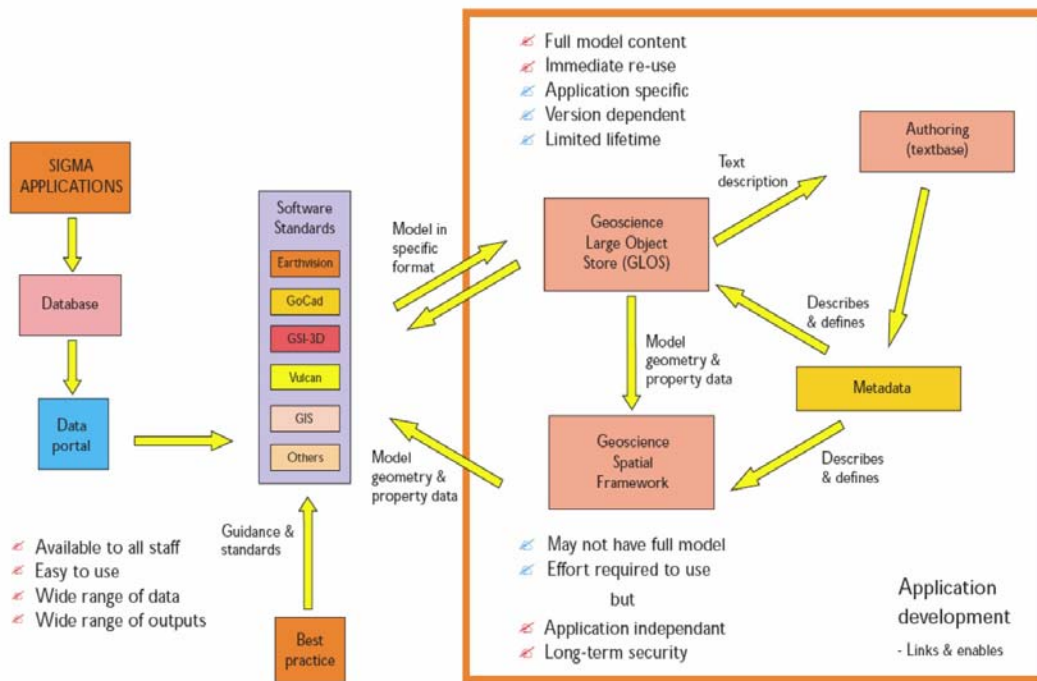 SIGMA
APPLICATIONS
Database
Data
portal
Available to all staff
Easy to use
Wide range of data
Wide range of outputs
Software
Standards
Earthvision
GoCad
GSI-3D
Vulcan
GIS
Others
Guidance &
standards
Best
practice
Model in
specific
format
Model
geometry &
property data
Full model content
Immediate re-use
Application specific
Version dependent
Limited lifetime
Geoscience
Large Object
Store (GLOS)
Text
description
Authoring
(textbase)
Describes
& defines
Metadata
Model
geometry &
property data
Geoscience
Spatial
Framework
Describes
& defines
May not have full model
Effort required to use
but
Application independant
Long-term security
Application
development
- Links & enables